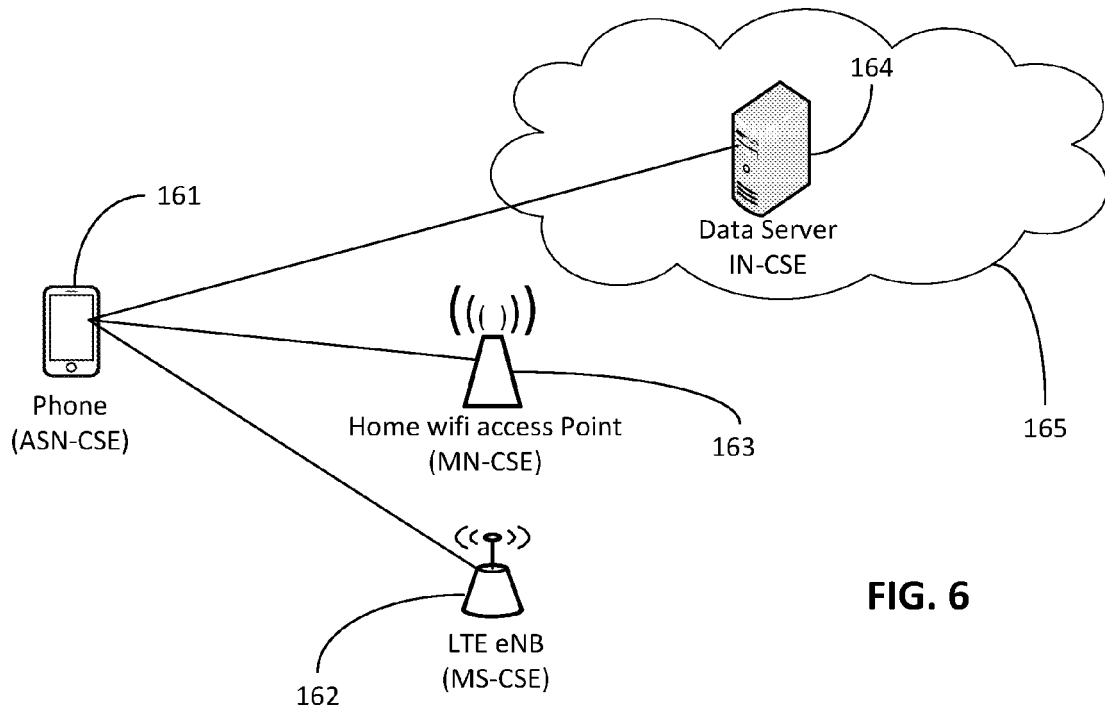 164
161
Data Server
IN-CSE
Phone
(ASN-CSE)
Home wifi access Point
(MN-CSE)
163
165
LTE eNB
(MS-CSE)
162
FIG. 6